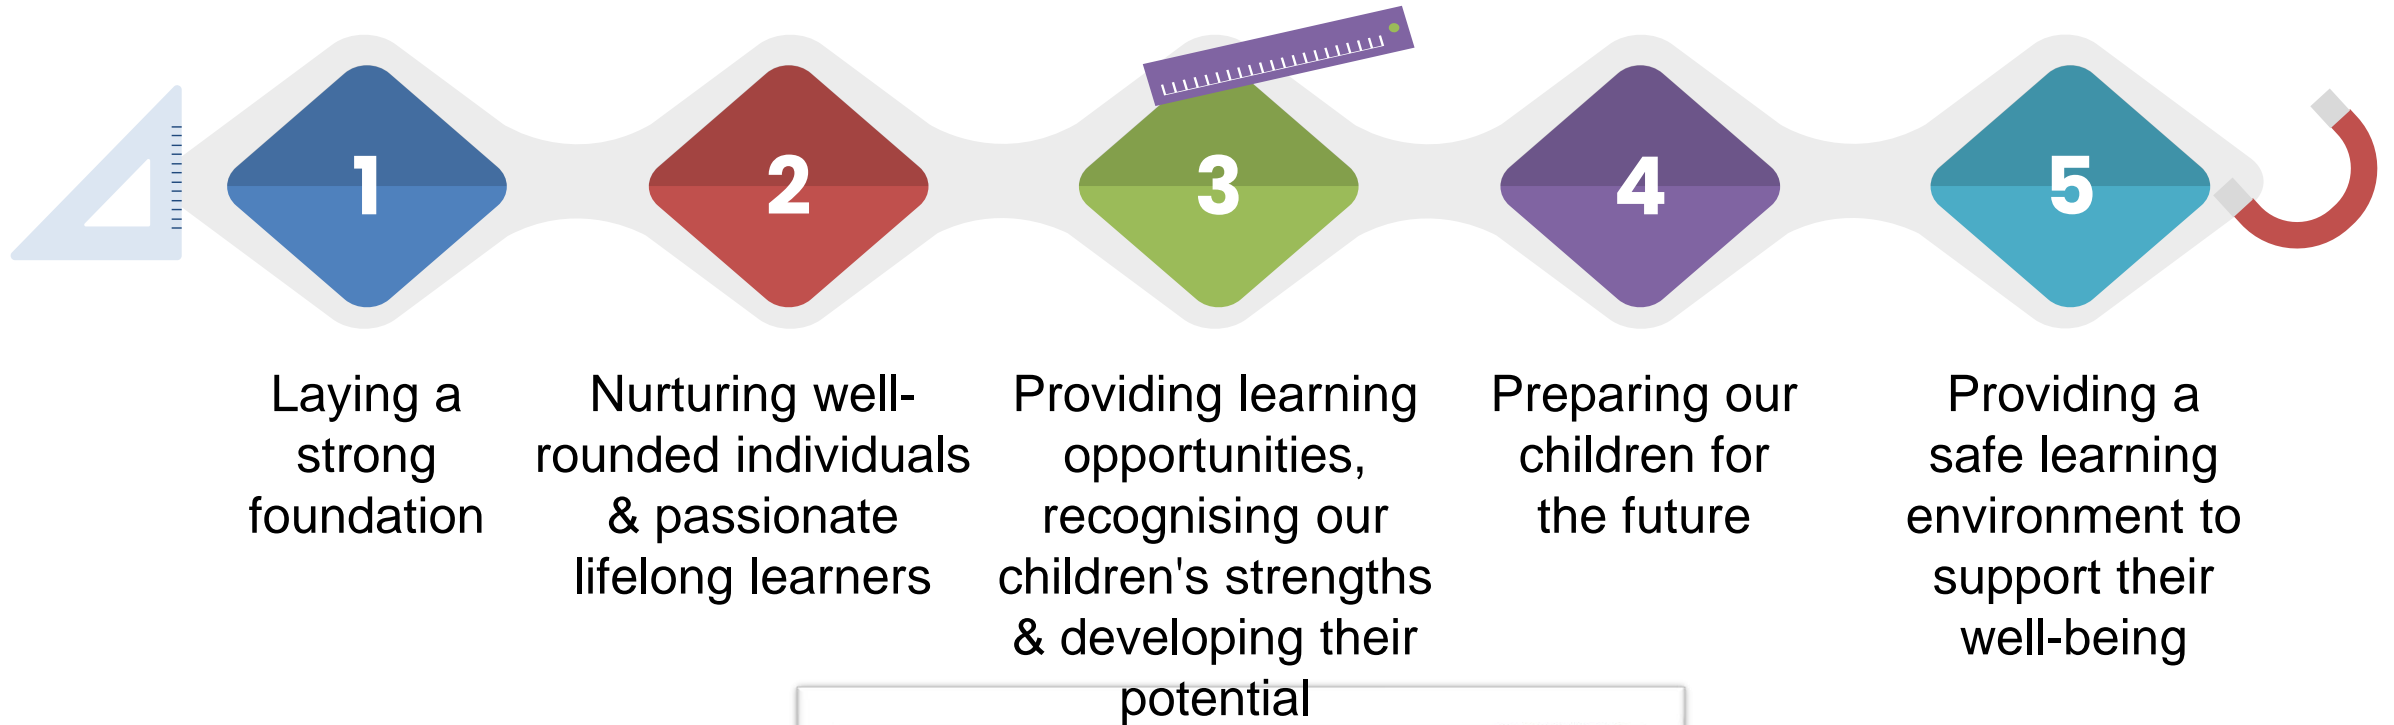 1
Laying a
strong
foundation
2
Nurturing well-
rounded individuals
& passionate
lifelong learners
3
Providing learning
opportunities,
recognising our
children's strengths
& developing their
potential
4
Preparing our
children for
the future
5
Providing a
safe learning
environment to
support their
well-being